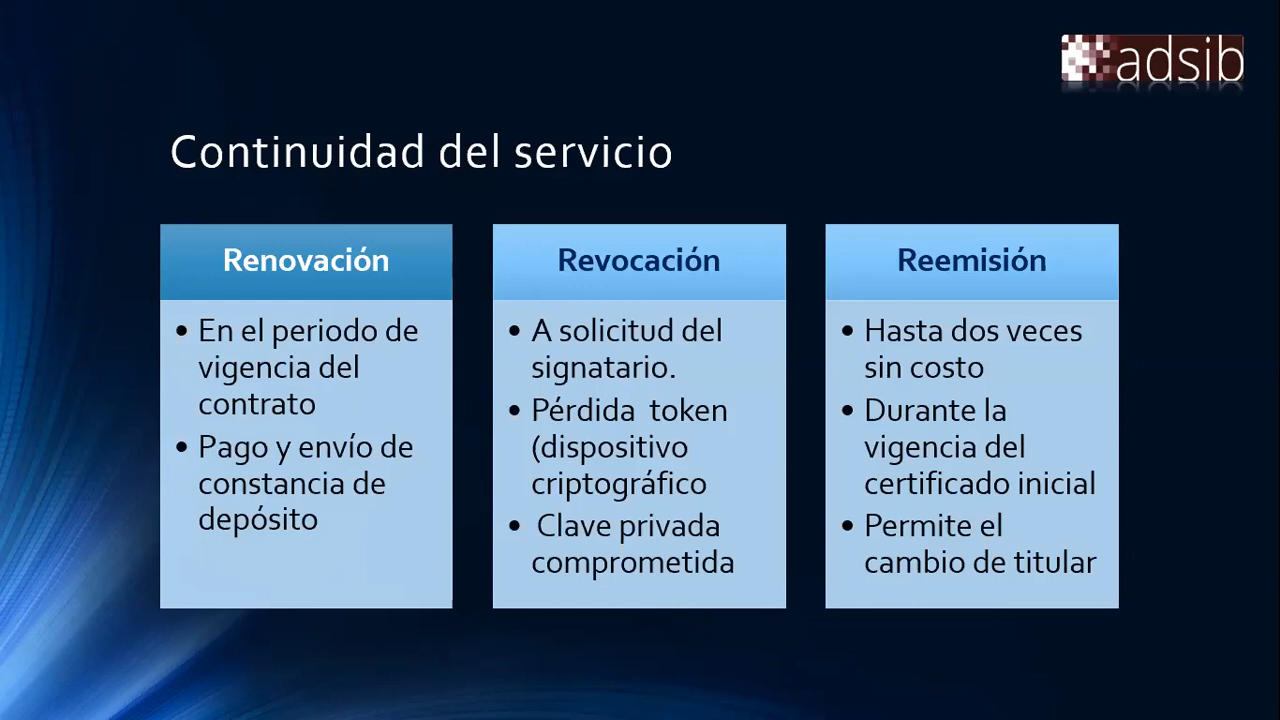 adsib
Continuidad del servicio
Renovación
• En el periodo de
vigencia del
contrato
• Pago y envío de
constancia de
depósito
Revocación
• A solicitud del
signatario.
• Pérdida  token
(dispositivo
criptográfico
•  Clave privada
comprometida
Reemisión
• Hasta dos veces
sin costo
• Durante la
vigencia del
certificado inicial
• Permite el
cambio de titular